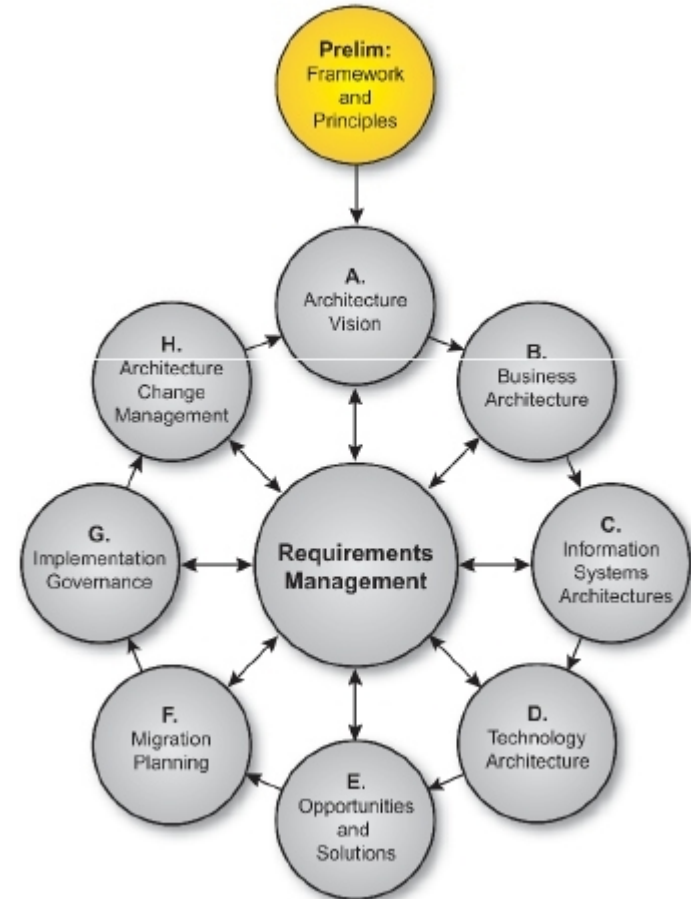 Prelim:
Framework
and
Principles
A.
Architecture
Vision
B.
Business
Architecture
C.
Information
Systems
Architectures
D.
Technology
Architecture
E.
Opportunities
and
Solutions
F.
Migration
Planning
G.
Implementation
Governance
H.
Architecture
Change
Management
Requirements
Management